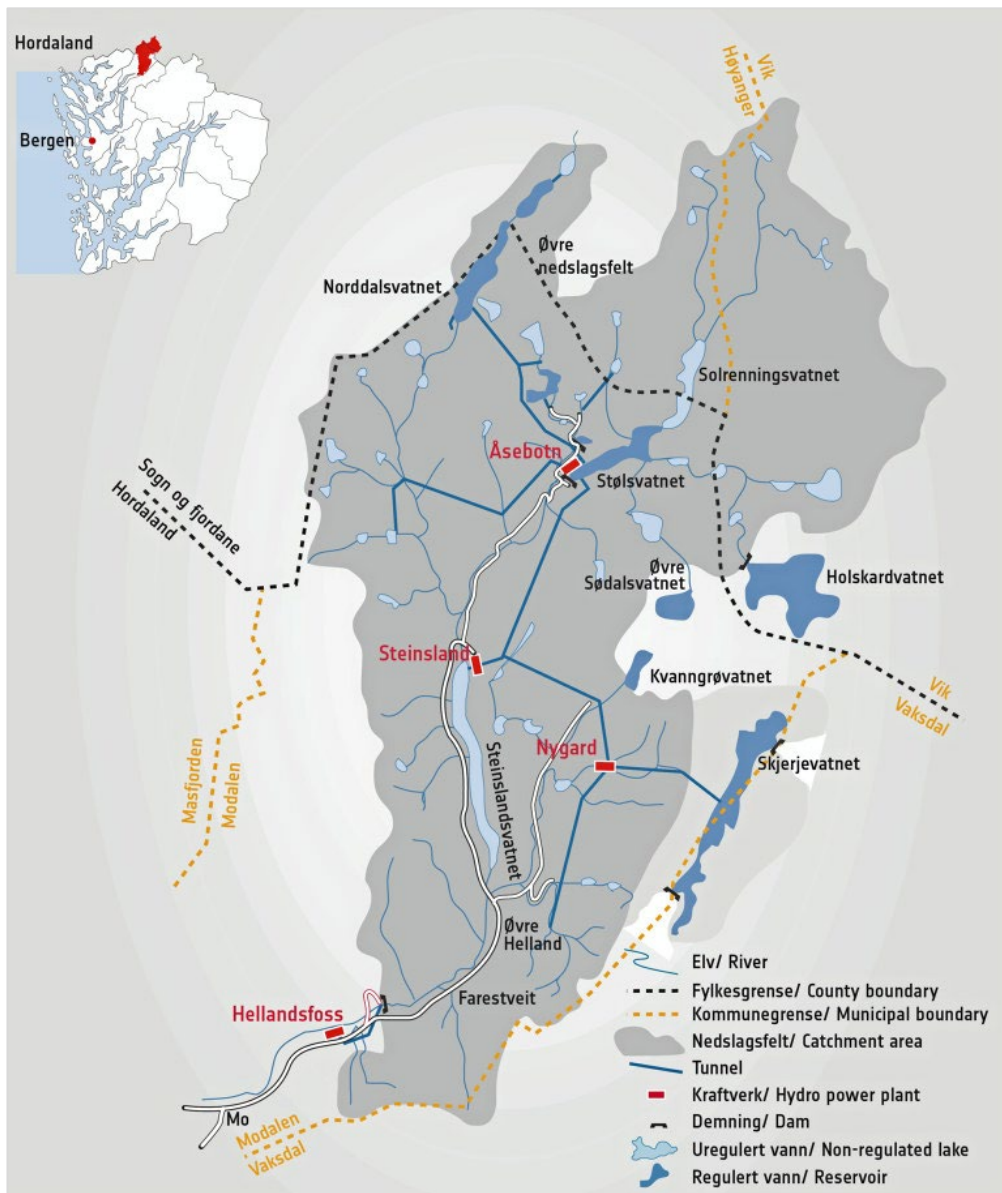 Hordaland
Bergen
Vik
Høyanger
Øvre
nedslagsfelt
Norddalsvatnet
Solrenningsvatnet
Åsebotn
Stølsvatnet
Sogn og fjordane
Hordaland
Øvre
Sødalsvatnet
Holskardvatnet
Steinsland
Kvanngrøvatnet
Vik
Vaksdal
Masfjorden
Modalen
Steinslandsvatnet
Nygard
Skjerjevatnet
Øvre
Helland
Farestveit
Hellandsfoss
Mo
Modalen
Vaksdal
Elv/ River
Fylkesgrense/ County boundary
Kommunegrense/ Municipal boundary
Nedslagsfelt/ Catchment area
Tunnel
Kraftverk/ Hydro power plant
Demning/ Dam
Uregulert vann/ Non-regulated lake
Regulert vann/ Reservoir